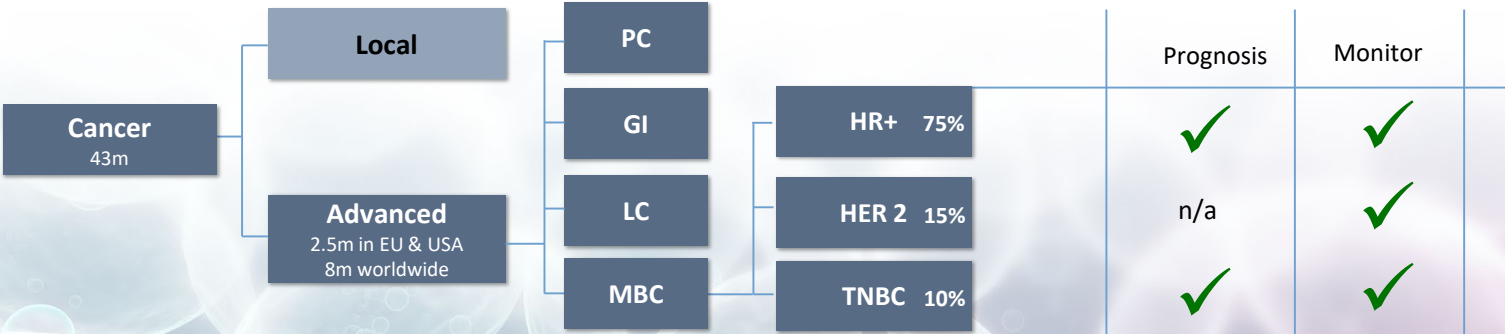 Cancer
43m
Local
Advanced
2.5m in EU & USA
8m worldwide
PC
GI
LC
MBC
Prognosis Monitor
HR+ 75%
HER 2 15% n/a
TNBC 10%